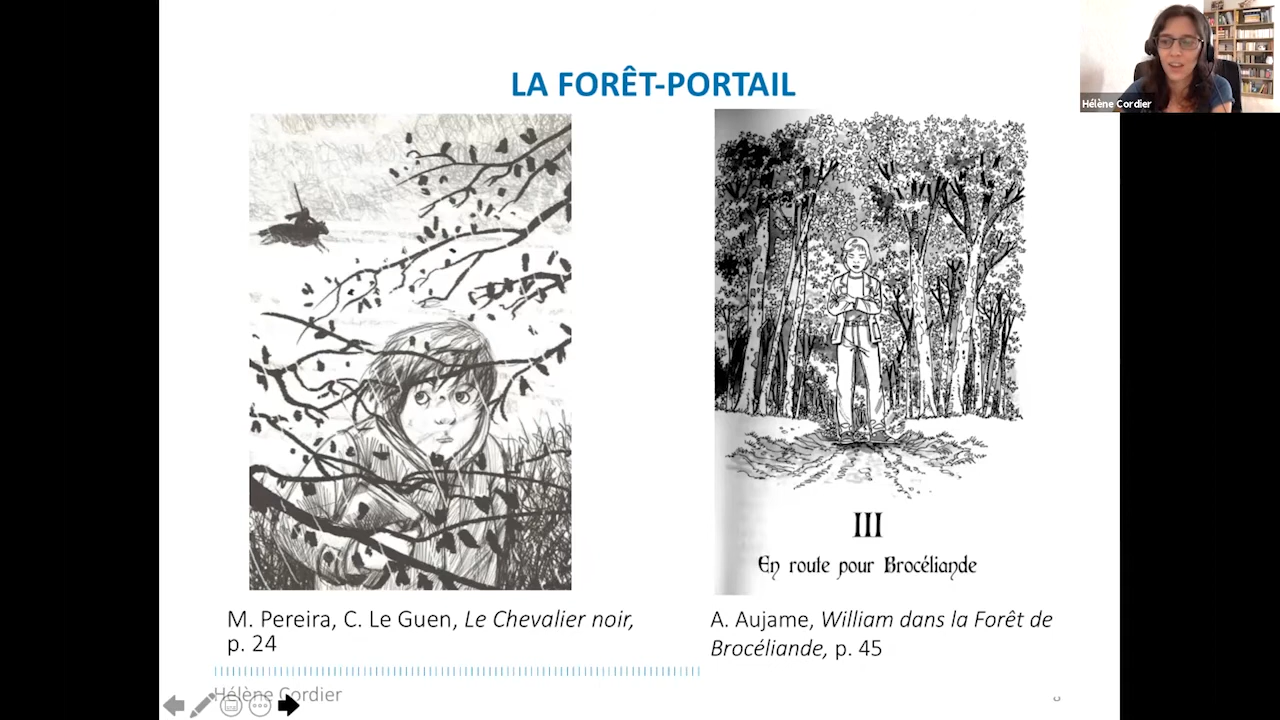 LA FORÊT-PORTAIL
Hélène Cordier
III
En route pour Brocéliande
M. Pereira, C. Le Guen, Le Chevalier noir,
p. 24
A. Aujame, William dans la Forêt de
Brocéliande, p. 45
Hélène Cordier